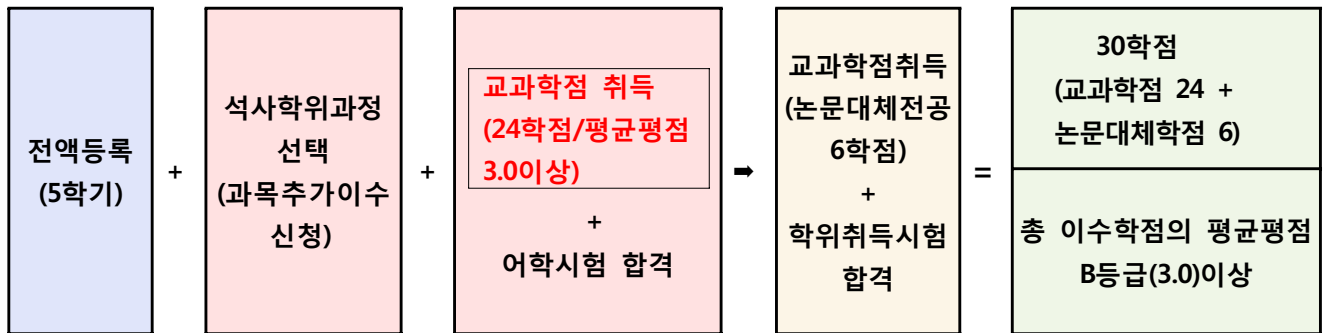 전액등록
(5학기)
+
석사학위과정
선택
(과목추가이수
신청)
+
교과학점 취득
(24학점/평균평점
3.0이상)
+
어학시험 합격
➡
교과학점취득
(논문대체전공
6학점)
+
학위취득시험
합격
=
30학점
(교과학점 24 +
논문대체학점 6)
총 이수학점의 평균평점
B등급(3.0)이상